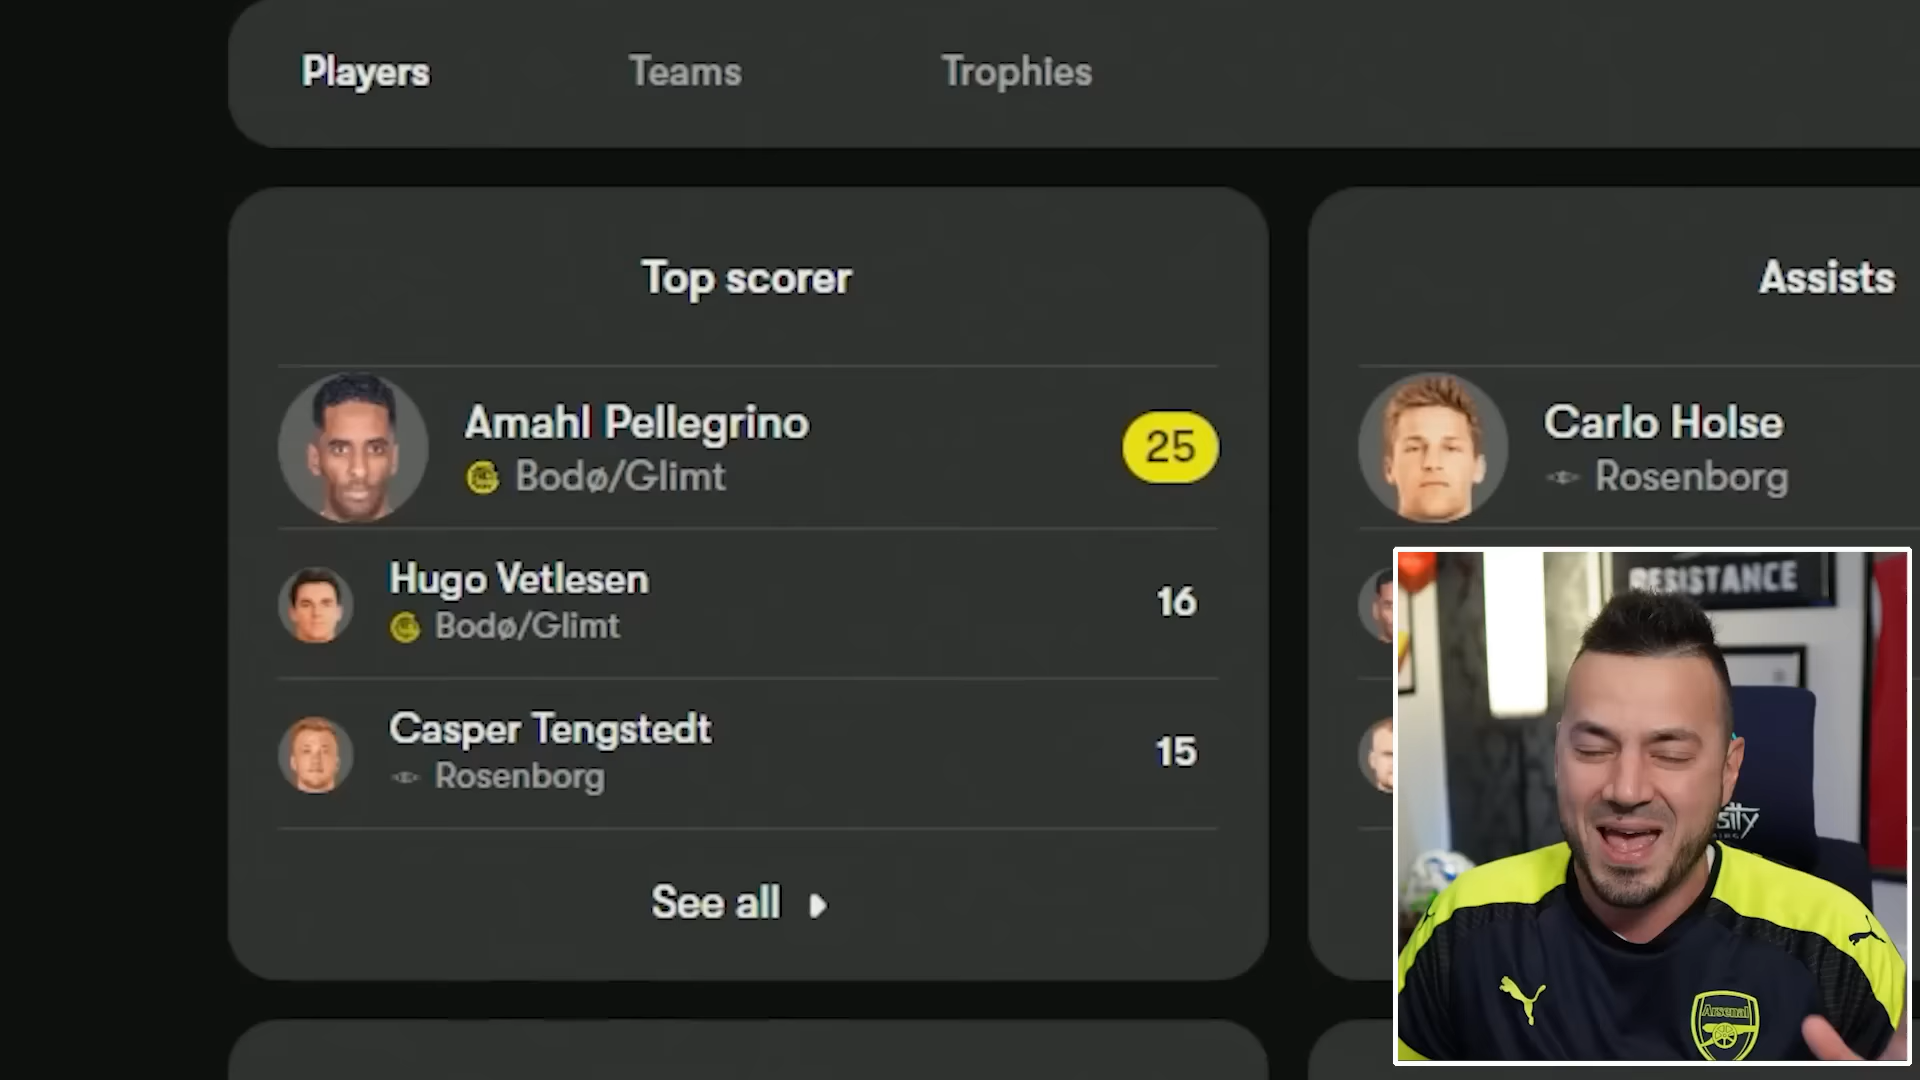 Players
Teams
Trophies
Top scorer
Amahl Pellegrino
Bodø/Glimt
25
Hugo Vetlesen
Bodø/Glimt
16
Casper Tengstedt
Rosenborg
15
See all
Assists
Carlo Holse
Rosenborg
RESISTANCE
Arsenal